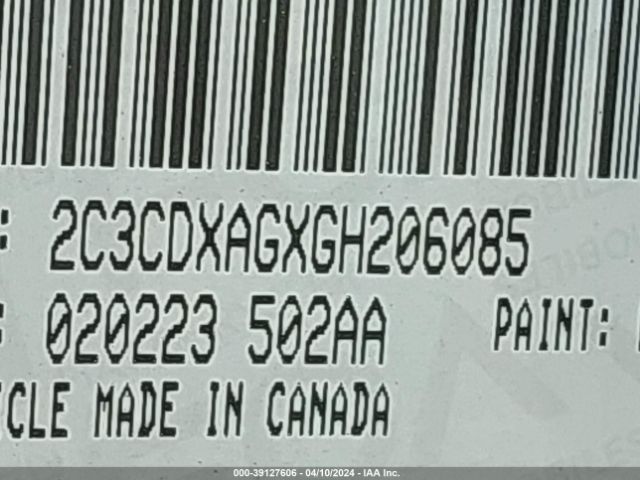 : 2C3CDXAGXGH206085
: 020223 502AA PAINT:
CLE MADE IN CANADA
000-39127606 - 04/10/2024 - IAA Inc.